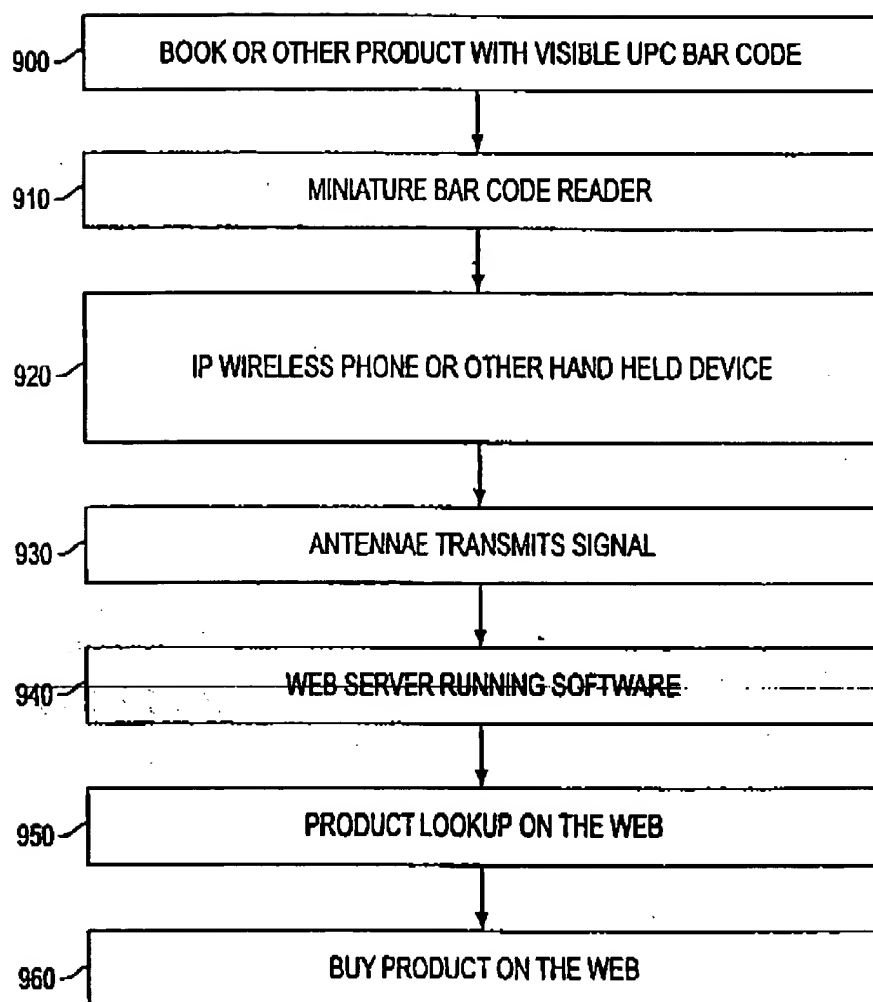 900 BOOK OR OTHER PRODUCT WITH VISIBLE UPC BAR CODE
910 MINIATURE BAR CODE READER
920 IP WIRELESS PHONE OR OTHER HAND HELD DEVICE
930 ANTENNAE TRANSMITS SIGNAL
940 WEB SERVER RUNNING SOFTWARE
950 PRODUCT LOOKUP ON THE WEB
960 BUY PRODUCT ON THE WEB